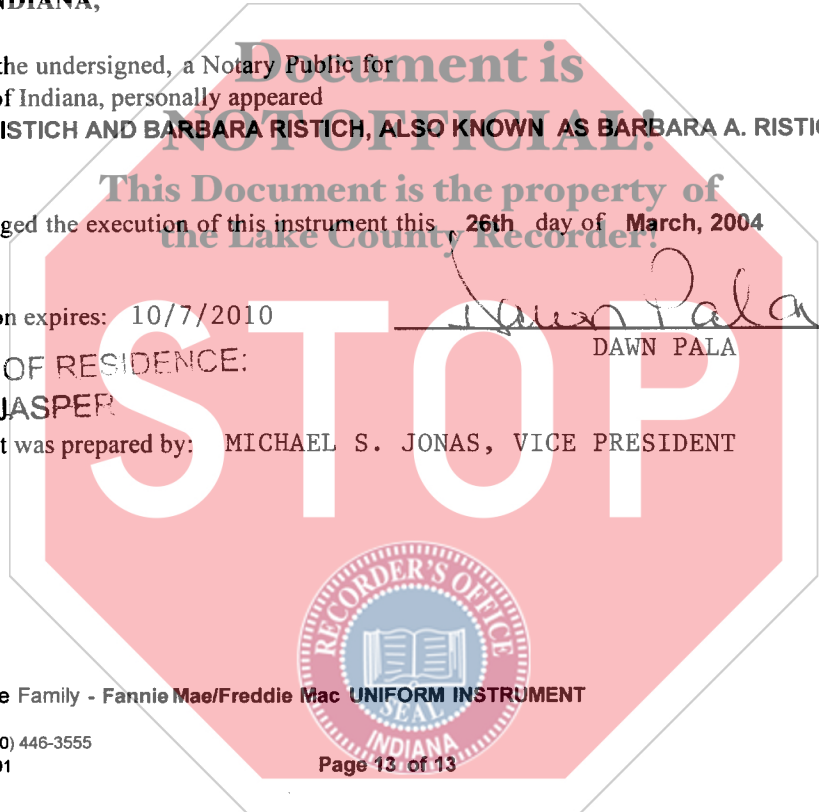 NDIANA,
Document is
the undersigned, a Notary Public for
of Indiana, personally appeared
NOT OFFICIAL!
ISTICH AND BARBARA RISTICH, ALSO KNOWN AS BARBARA A. RISTIC
This Document is the property of
ged the execution of this instrument this 26th day of March, 2004
the Lake County Recorder!
Dawn Pala
on expires: 10/7/2010
DAWN PALA
OF RESIDENCE:
JASPER
STOP
t was prepared by: MICHAEL S. JONAS, VICE PRESIDENT
RECORDER'S OFFICE
SEAL
INDIANA
e Family - Fannie Mae/Freddie Mac UNIFORM INSTRUMENT
0) 446-3555
01
Page 13 of 13